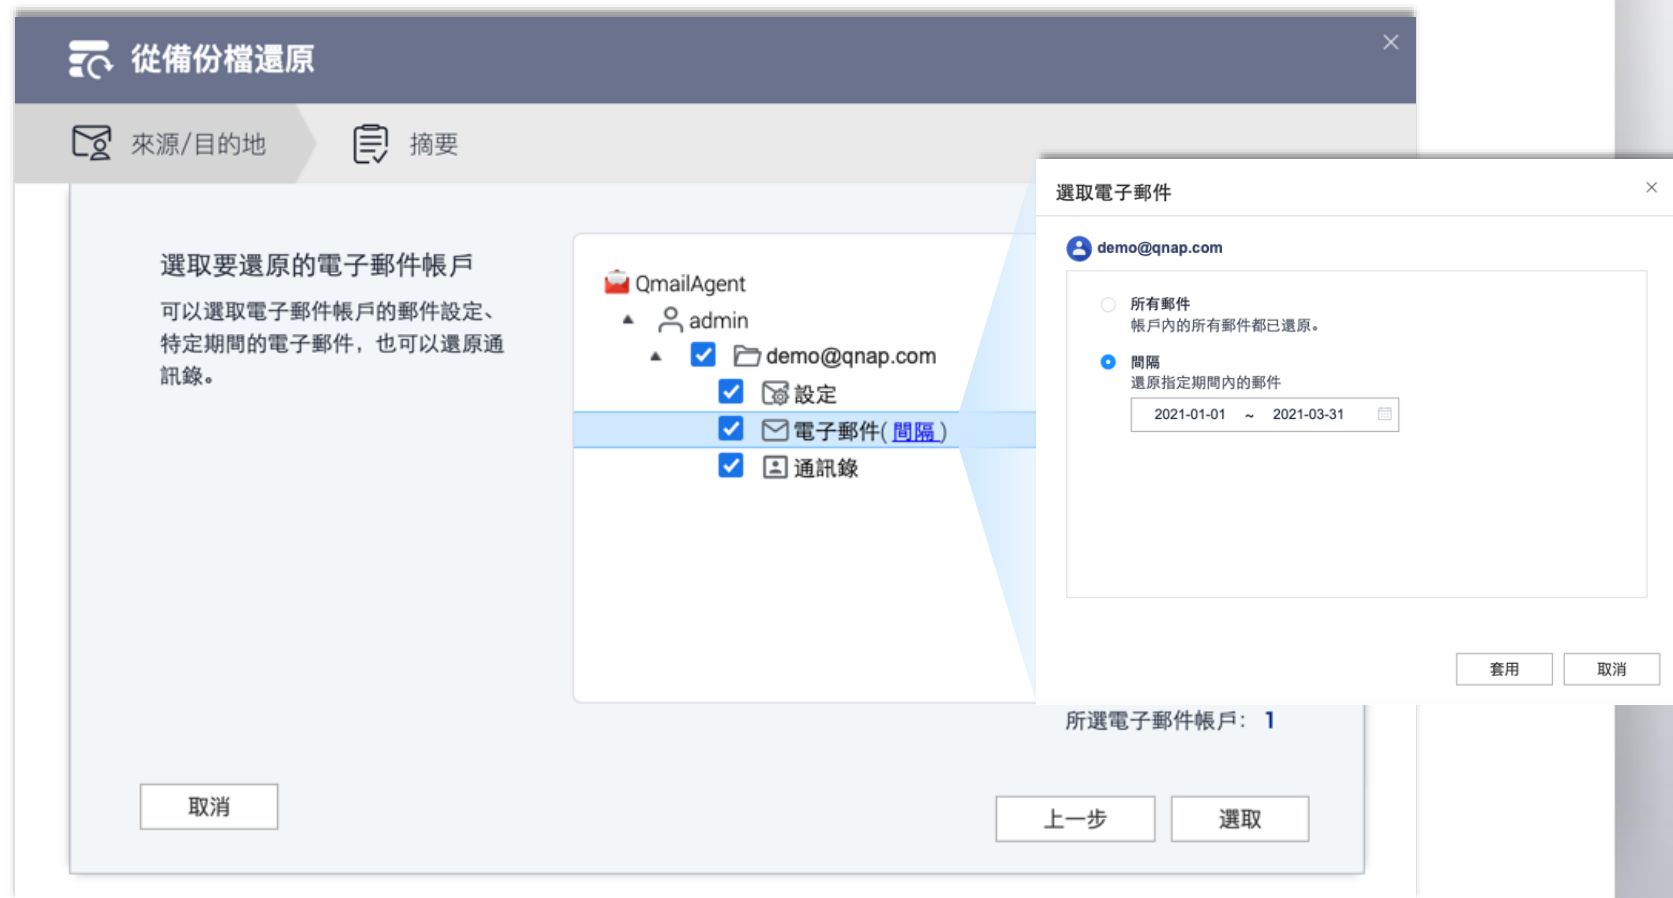 從備份檔還原
來源/目的地
摘要
選取要還原的電子郵件帳戶
可以選取電子郵件帳戶的郵件設定、
特定期間的電子郵件，也可以還原通
訊錄。
QmailAgent
admin
demo@qnap.com
設定
電子郵件( 間隔 )
通訊錄
選取電子郵件
demo@qnap.com
所有郵件
帳戶內的所有郵件都已還原。
間隔
還原指定期間內的郵件
2021-01-01 ~ 2021-03-31
套用
取消
所選電子郵件帳戶： 1
取消
上一步
選取